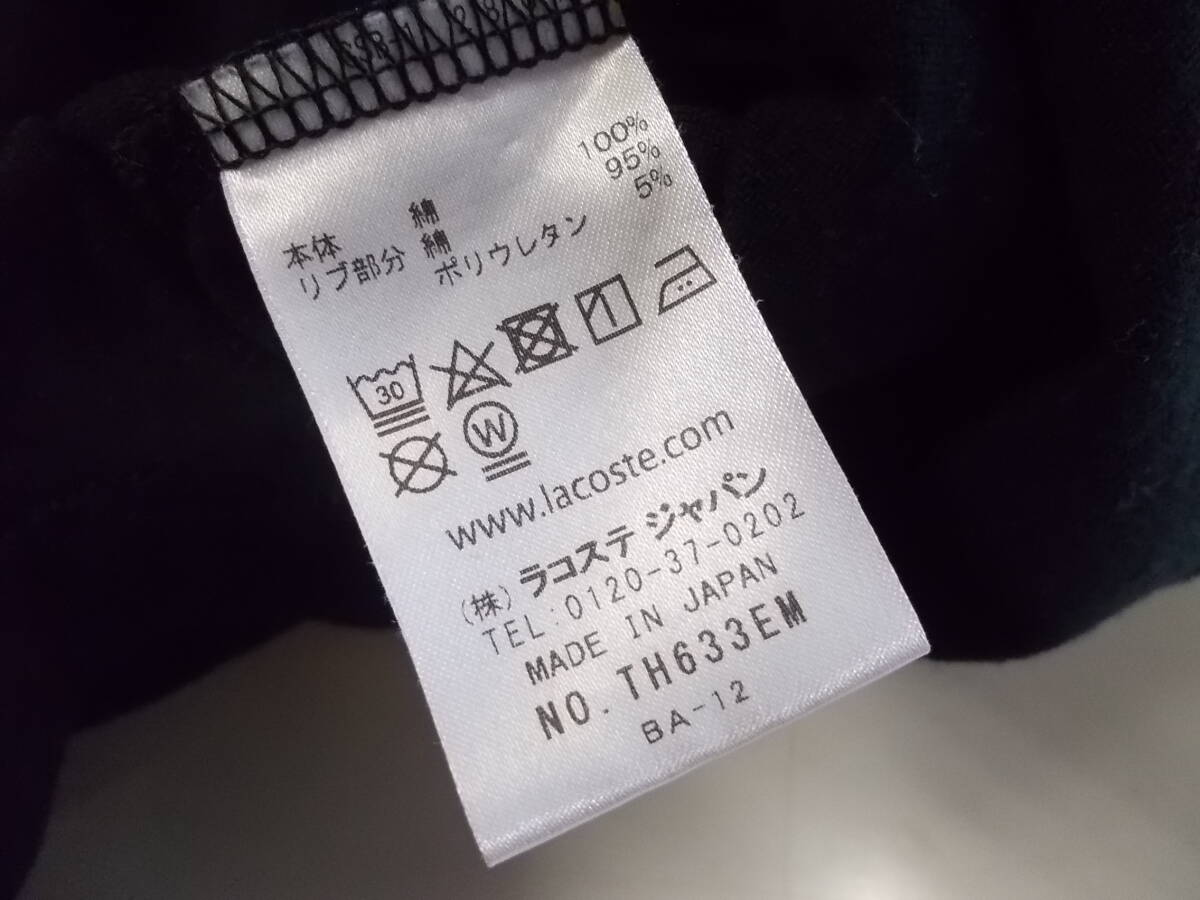 本体 綿 100%
リブ部分 綿 95%
ポリウレタン 5%
30
W
www.lacoste.com
(株) ラコステ ジャパン
TEL:0120-37-0202
MADE IN JAPAN
NO. TH633EM
BA-12